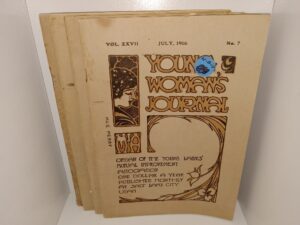 VOL. XXVII JULY, 1916 No. 7
YOUNG
WOMAN'S
JOURNAL
ORGAN OF THE YOUNG LADIES'
MUTUAL IMPROVEMENT
ASSOCIATION
ONE DOLLAR A YEAR
PUBLISHED MONTHLY
AT SALT LAKE CITY
UTAH